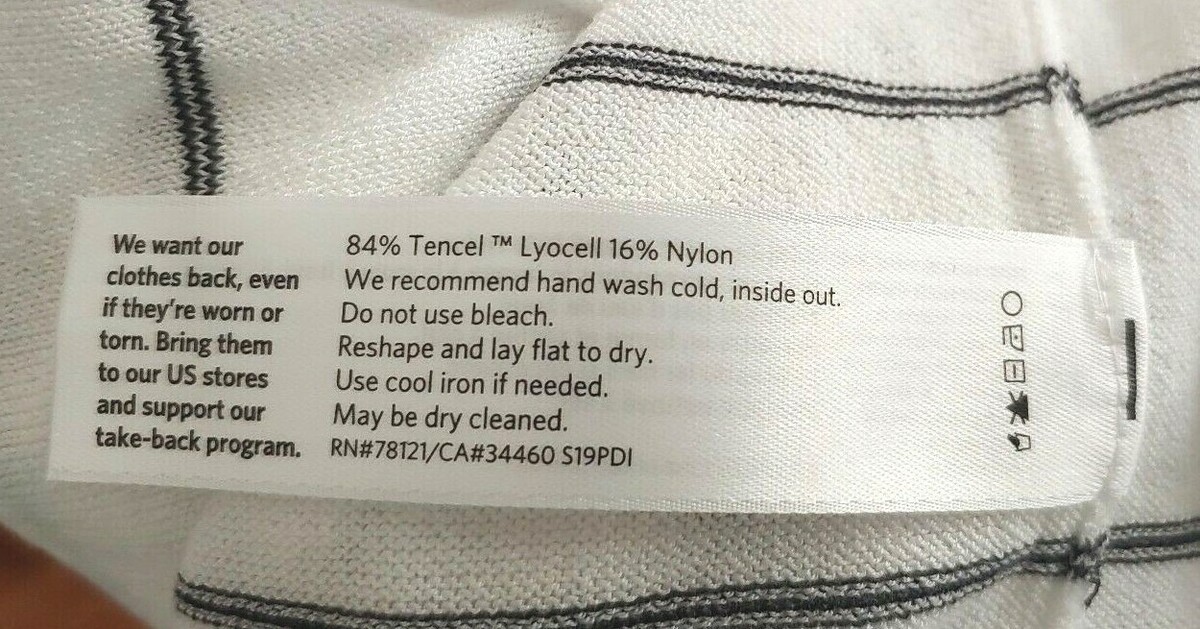 We want our
clothes back, even
if they're worn or
torn. Bring them
to our US stores
and support our
take-back program.
84% Tencel ™ Lyocell 16% Nylon
We recommend hand wash cold, inside out.
Do not use bleach.
Reshape and lay flat to dry.
Use cool iron if needed.
May be dry cleaned.
RN#78121/CA#34460 S19PDI